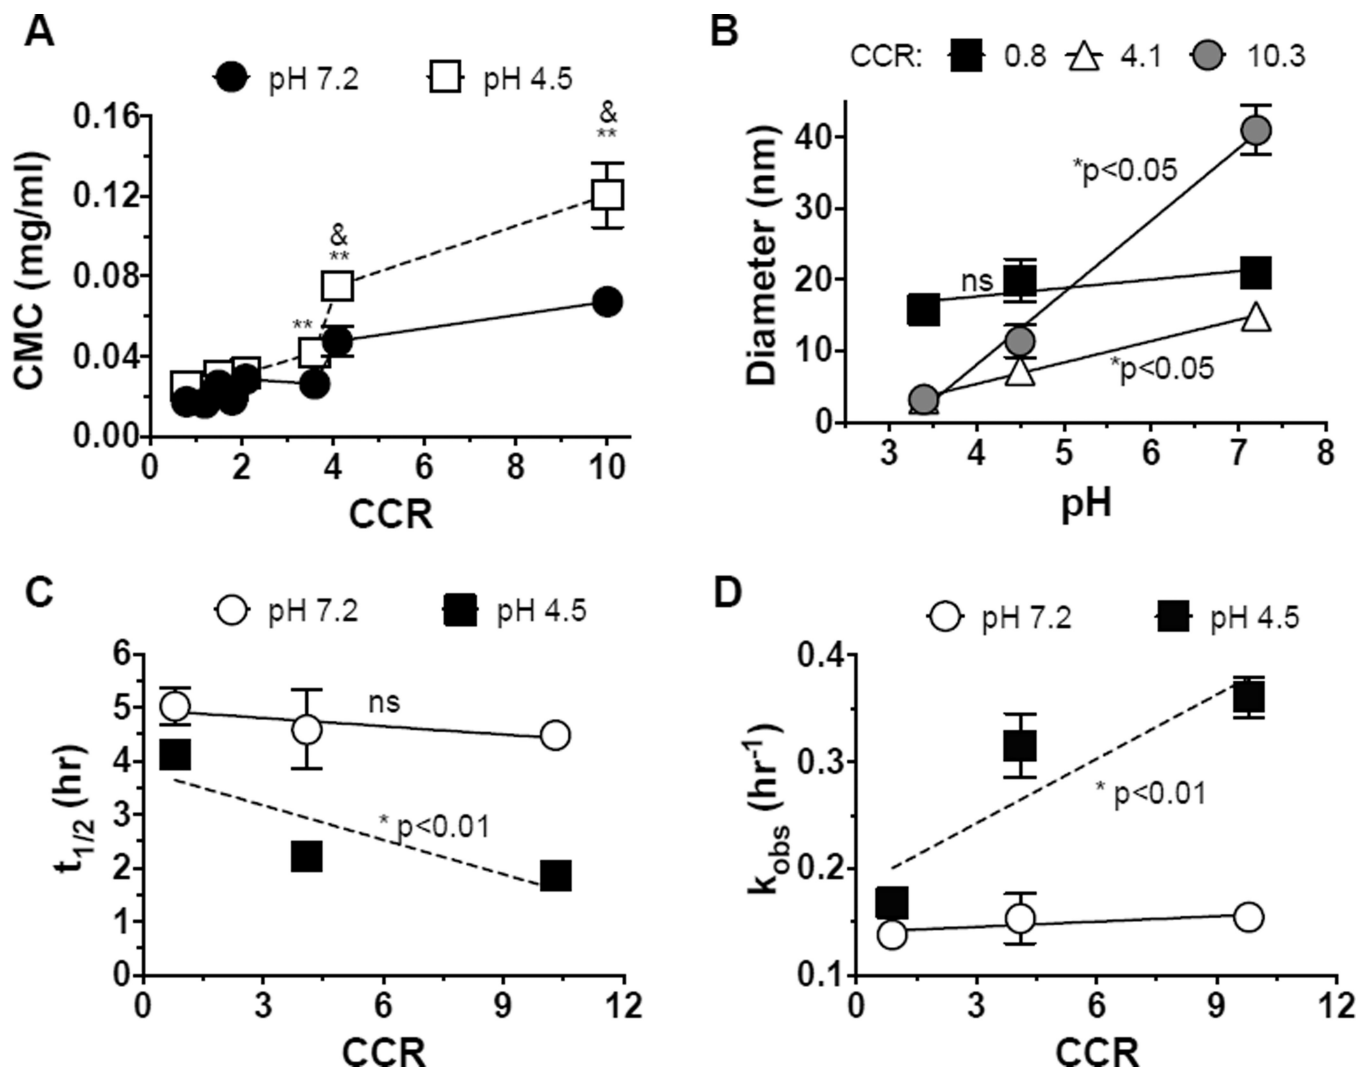 A
pH 7.2 pH 4.5
CMC (mg/ml)
0.16
0.12
0.08
0.04
0.00
&
**
&
**
**
0 2 4 6 8 10
CCR
B
CCR: 0.8 4.1 10.3
Diameter (nm)
40
30
20
10
0
*p<0.05
ns
*p<0.05
3 4 5 6 7 8
pH
C
pH 7.2 pH 4.5
t1/2 (hr)
6
5
4
3
2
1
0
ns
* p<0.01
0 3 6 9 12
CCR
D
pH 7.2 pH 4.5
kobs (hr-1)
0.4
0.3
0.2
0.1
* p<0.01
0 3 6 9 12
CCR